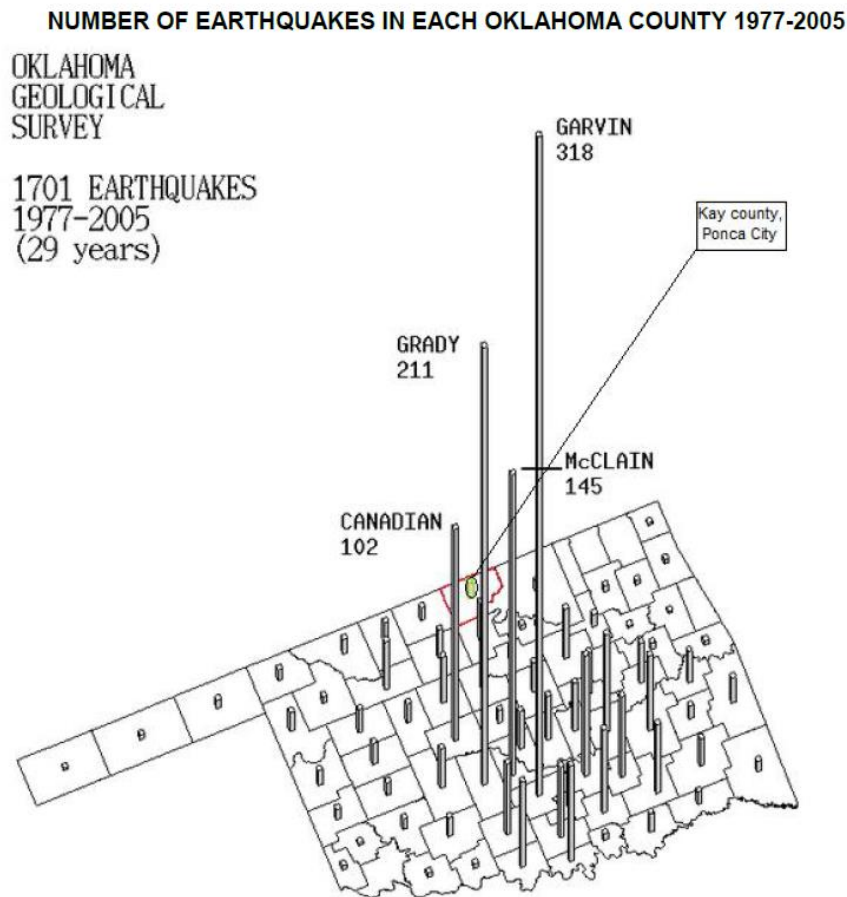 NUMBER OF EARTHQUAKES IN EACH OKLAHOMA COUNTY 1977-2005
OKLAHOMA
GEOLOGICAL
SURVEY
1701 EARTHQUAKES
1977-2005
(29 years)
GARVIN
318
Kay county,
Ponca City
GRADY
211
McCLAIN
145
CANADIAN
102